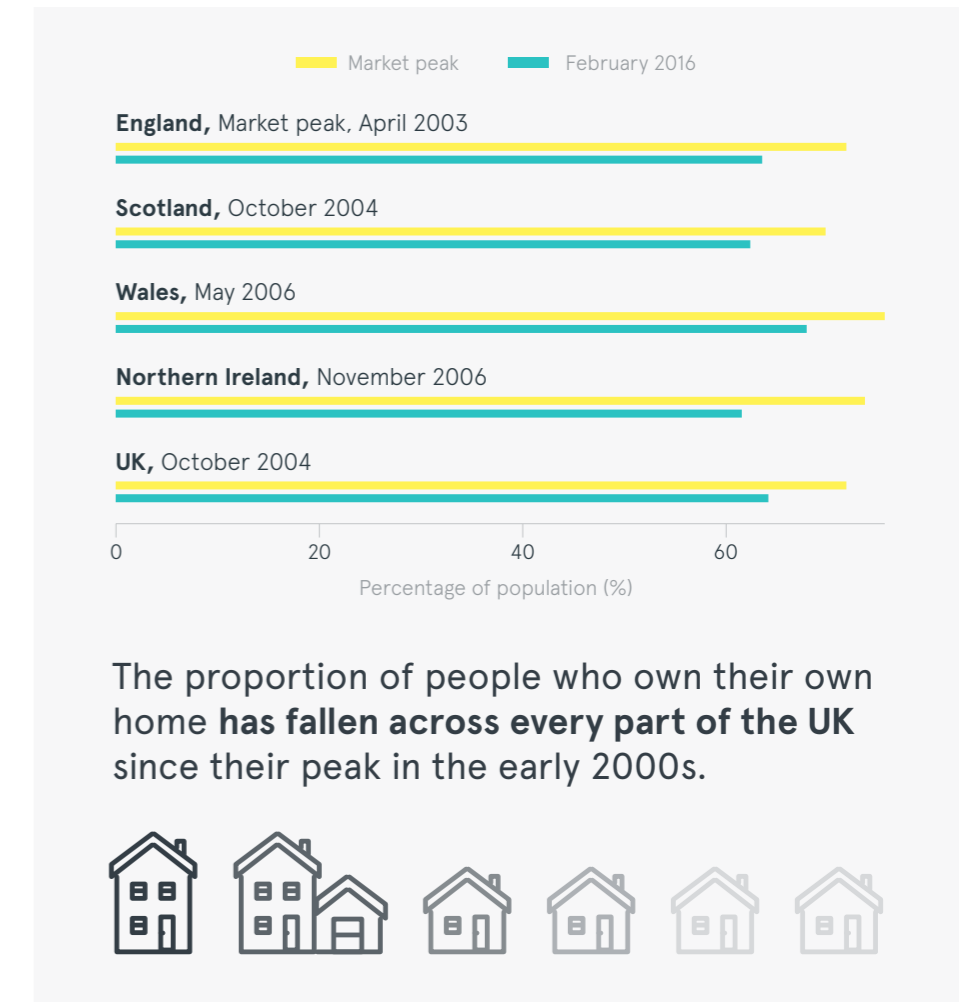 Market peak February 2016
England, Market peak, April 2003
Scotland, October 2004
Wales, May 2006
Northern Ireland, November 2006
UK, October 2004
0 20 40 60
Percentage of population (%)
The proportion of people who own their own
home has fallen across every part of the UK
since their peak in the early 2000s.